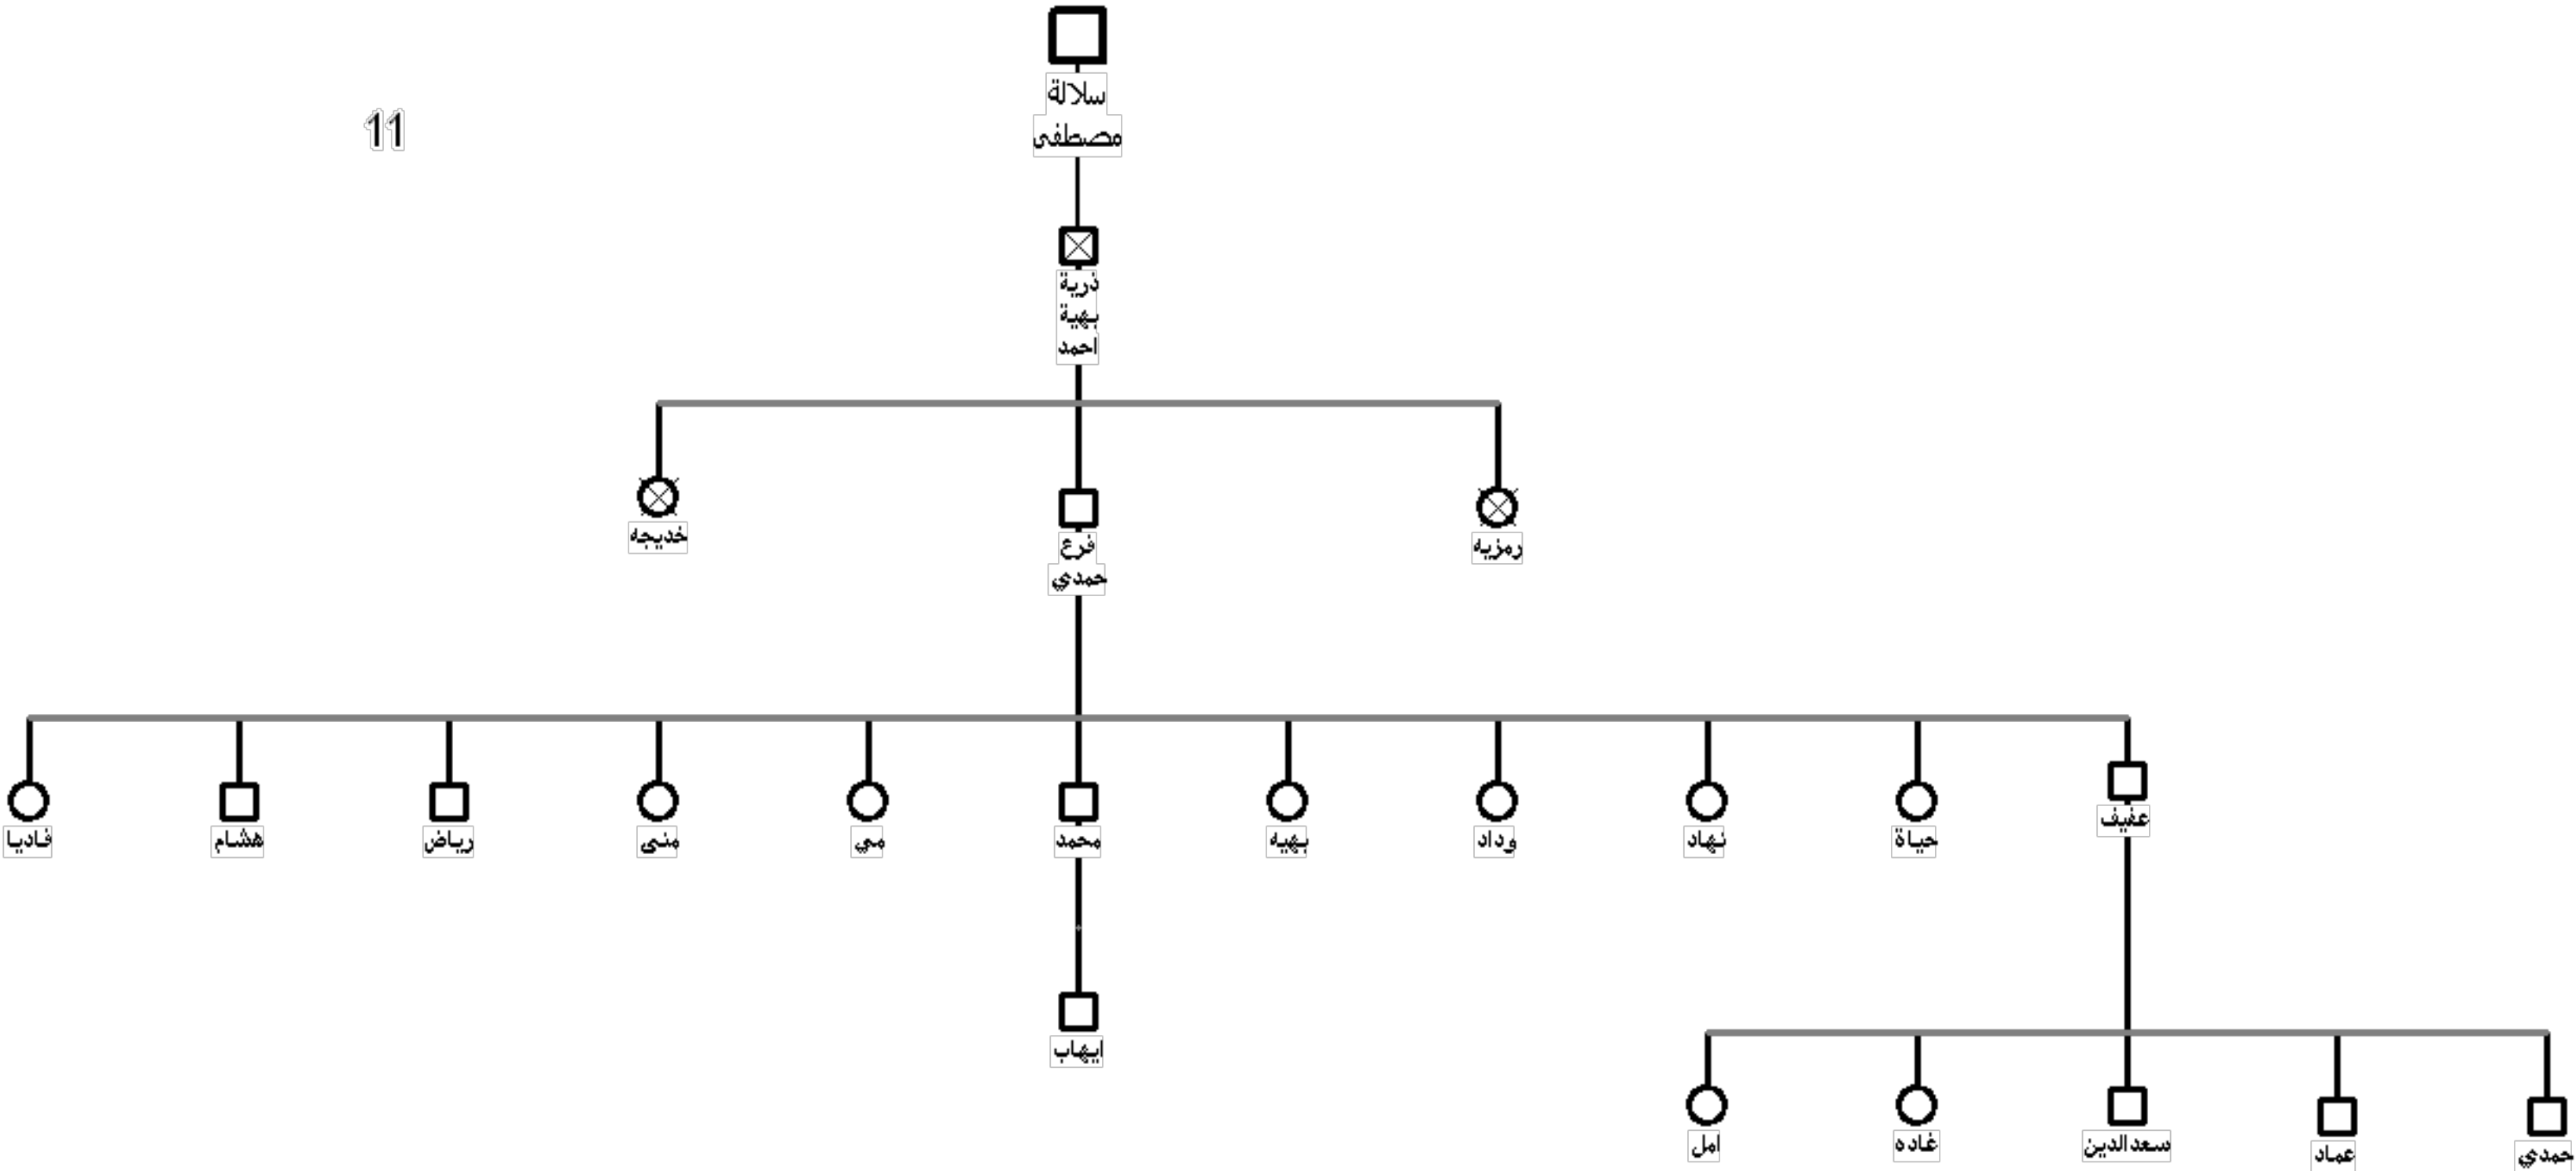 11
سلالة
مصطفى
ذرية
بهية
احمد
رمزيه
فرع
حمدي
خديجه
عفيف
حياة
نهاد
وداد
بهيه
محمد
مي
منى
رياض
هشام
فاديا
ايهاب
حمدي
عماد
سعدالدين
غاده
امل